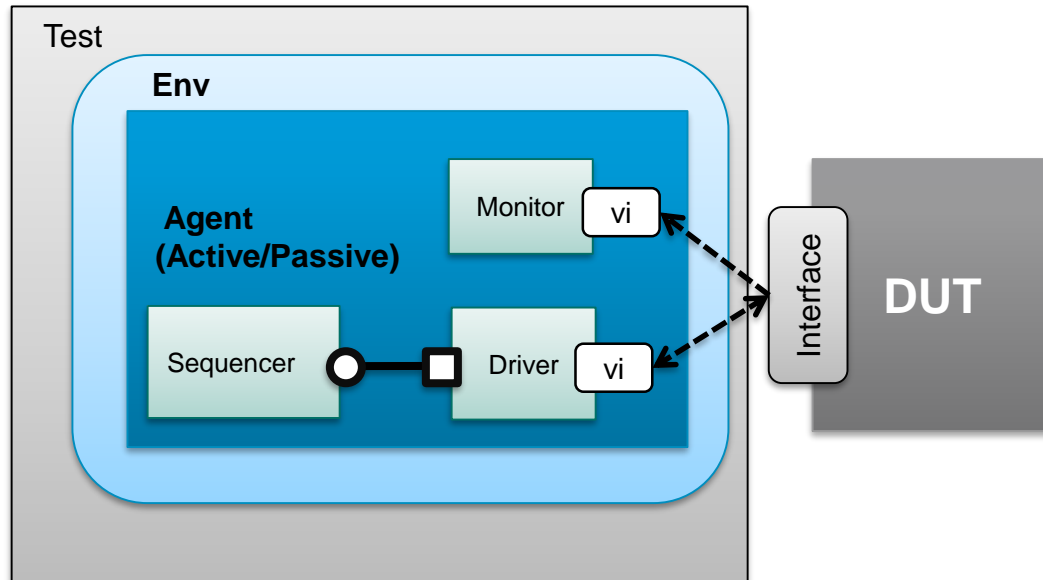 Test
Env
Monitor
vi
Agent
(Active/Passive)
Sequencer
Driver
vi
Interface
DUT